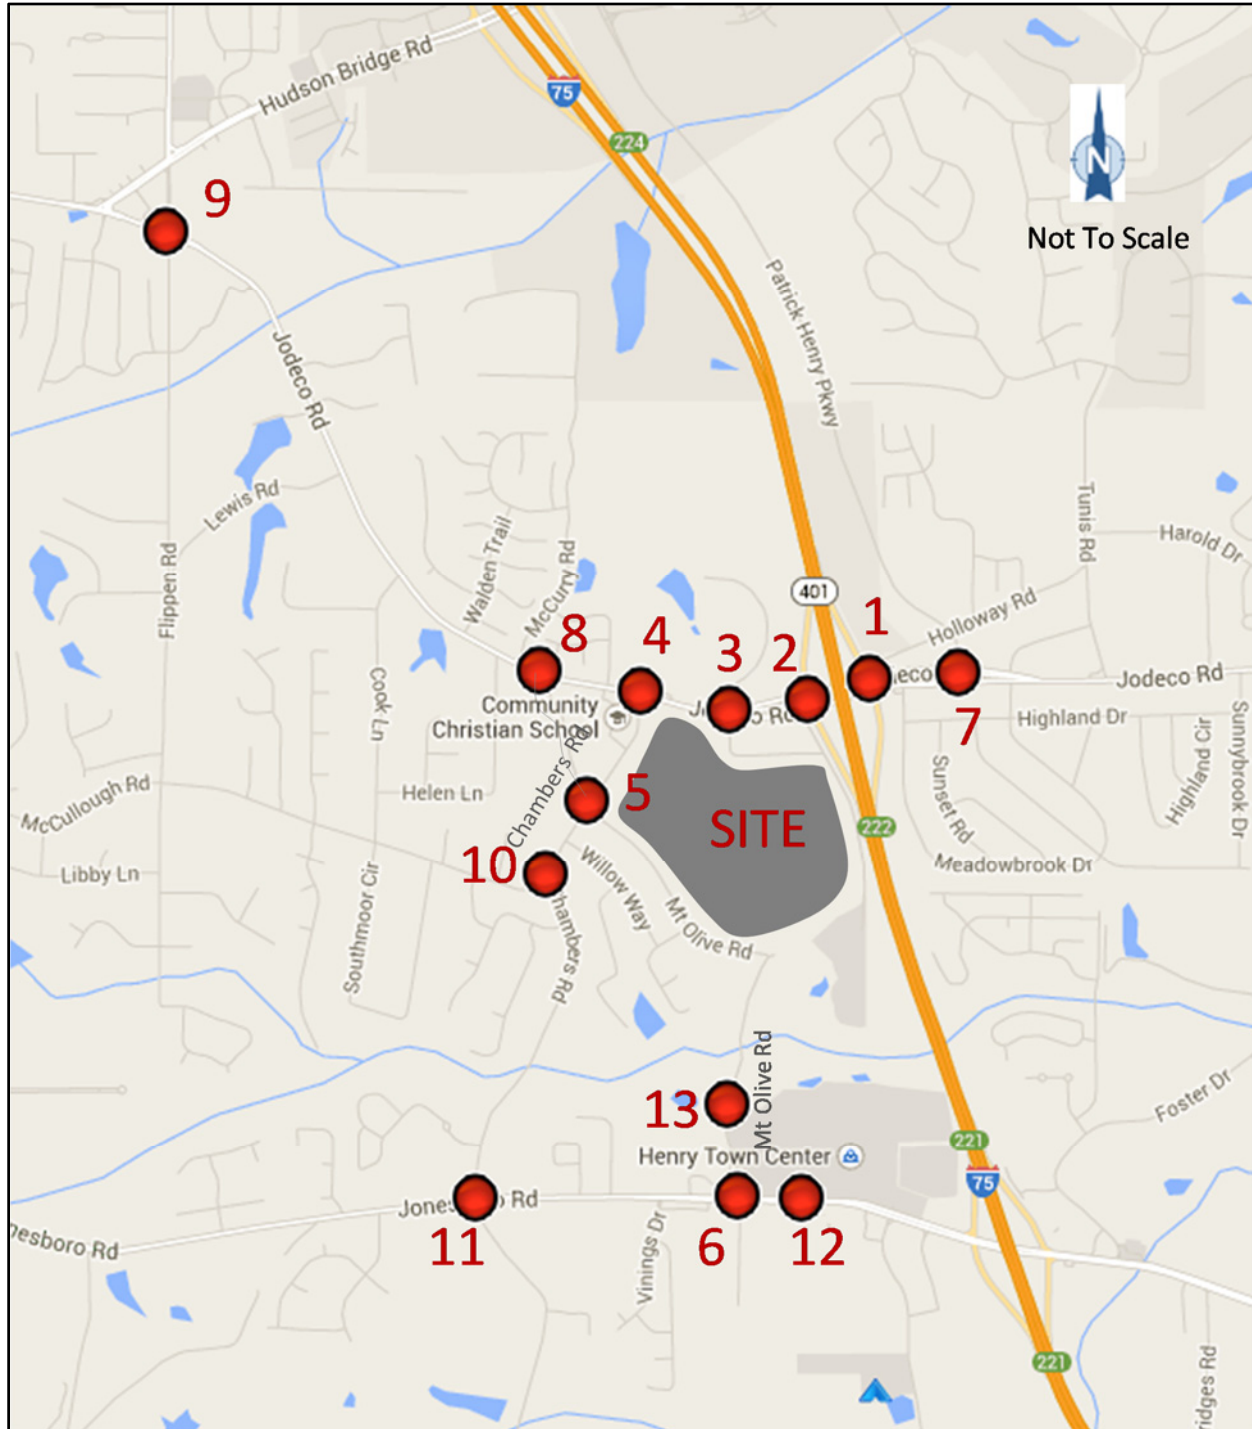 Hudson Bridge Rd
75
224
N
Not To Scale
9
Patrick Henry Pkwy
Jodeco Rd
Lewis Rd
Flippen Rd
Walden Trail
McCurry Rd
Tunis Rd
Harold Dr
401
Holloway Rd
1
8
4
3
2
eco
Jodeco Rd
7
Highland Dr
Highland Cir
Sunnybrook Dr
Community
Christian School
Cook Ln
Chambers Rd
Helen Ln
McCullough Rd
5
SITE
222
Sunset Rd
Meadowbrook Dr
Libby Ln
10
Willow Way
Mt Olive Rd
Southmoor Cir
hambers Rd
Mt Olive Rd
13
Foster Dr
Henry Town Center
221
75
nesboro Rd
11
6
12
Vinings Dr
221
ridges Rd